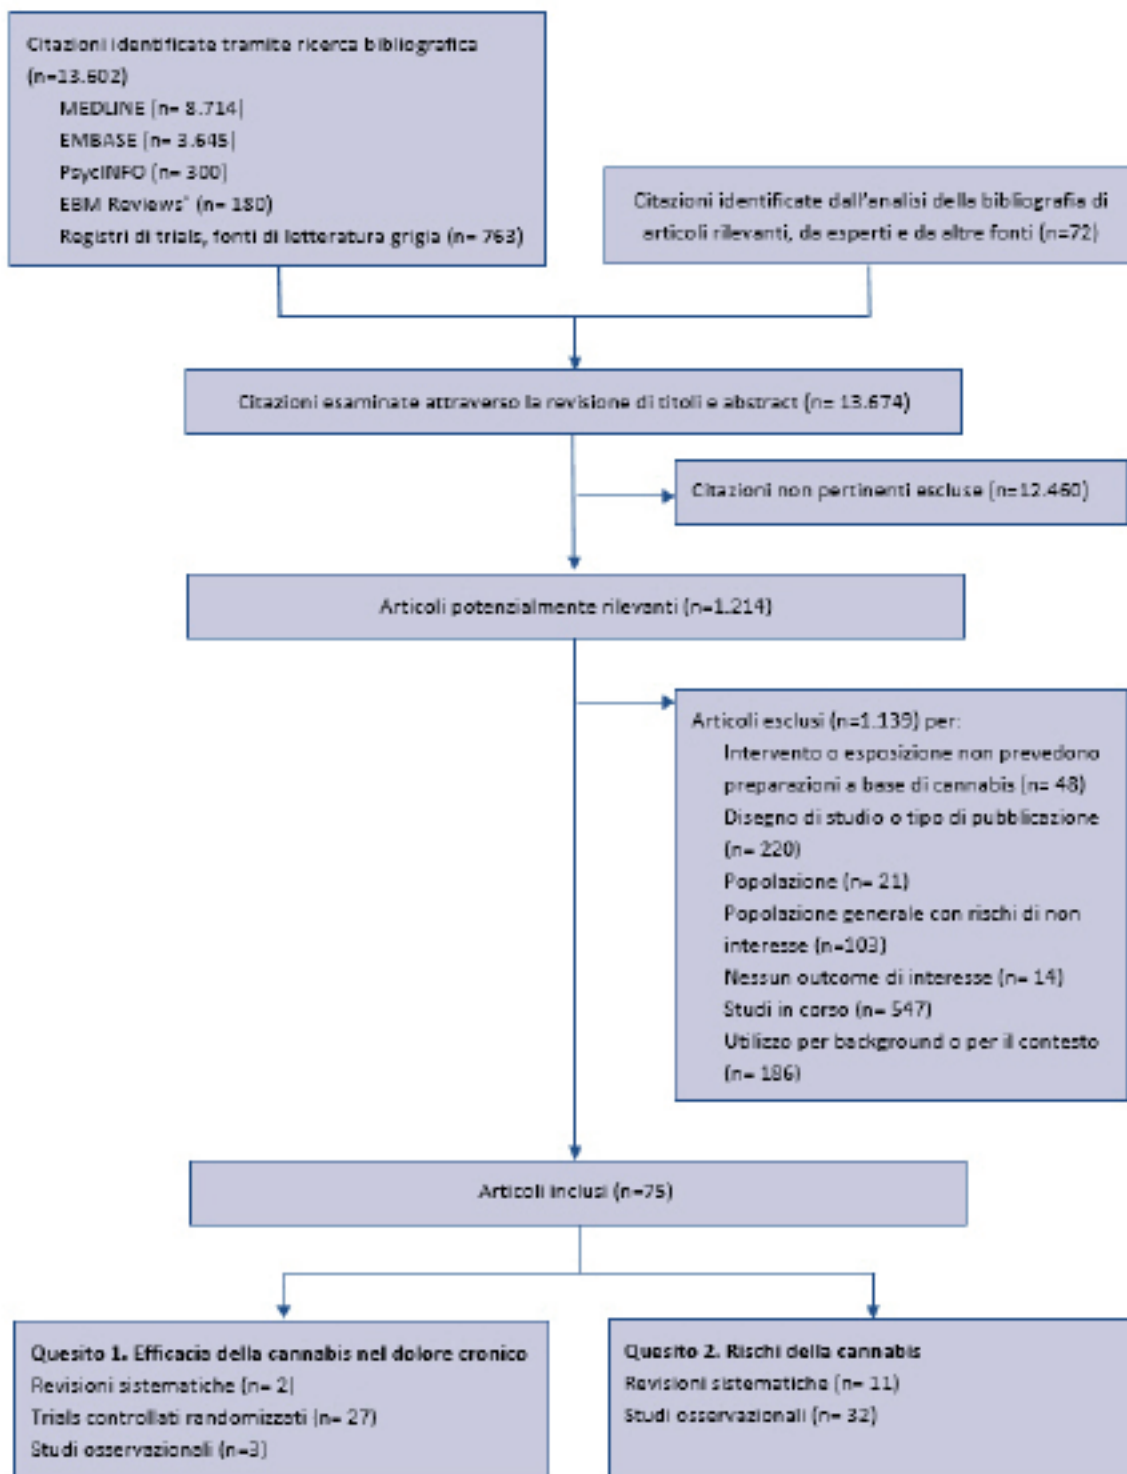 Citazioni identificate tramite ricerca bibliografica
(n=13.602)
MEDLINE (n= 8.714)
EMBASE (n= 3.645)
PsycINFO (n= 300)
EBM Reviews* (n= 180)
Registri di trials, fonti di letteratura grigia (n= 763)
Citazioni identificate dall'analisi della bibliografia di
articoli rilevanti, da esperti e da altre fonti (n=72)
Citazioni esaminate attraverso la revisione di titoli e abstract (n= 13.674)
Citazioni non pertinenti escluse (n=12.460)
Articoli potenzialmente rilevanti (n=1.214)
Articoli esclusi (n=1.139) per:
Intervento o esposizione non prevedono
preparazioni a base di cannabis (n= 48)
Disegno di studio o tipo di pubblicazione
(n= 220)
Popolazione (n= 21)
Popolazione generale con rischi di non
interesse (n=103)
Nessun outcome di interesse (n= 14)
Studi in corso (n= 547)
Utilizzo per background o per il contesto
(n= 186)
Articoli inclusi (n=75)
Quesito 1. Efficacia della cannabis nel dolore cronico
Revisioni sistematiche (n= 2)
Trials controllati randomizzati (n= 27)
Studi osservazionali (n=3)
Quesito 2. Rischi della cannabis
Revisioni sistematiche (n= 11)
Studi osservazionali (n= 32)